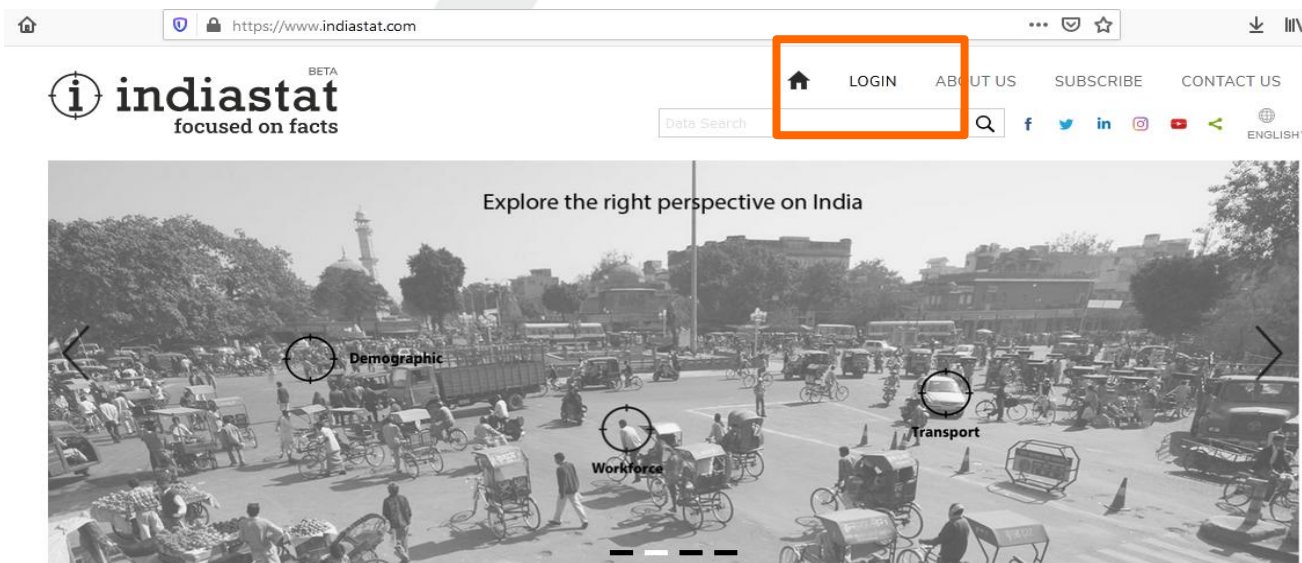 https://www.indiastat.com
BETA
indiastat
focused on facts
LOGIN ABOUT US SUBSCRIBE CONTACT US
Data Search
ENGLISH
Explore the right perspective on India
Demographic
Transport
Workforce